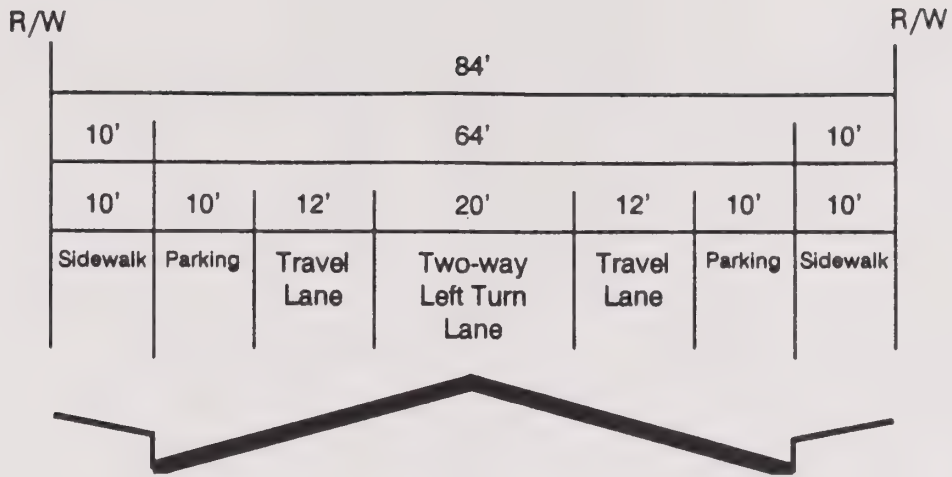 R/W R/W
84'
10' 64' 10'
10' 10' 12' 20' 12' 10' 10'
Sidewalk Parking Travel Two-way Travel Parking Sidewalk
Lane Left Turn Lane
Lane